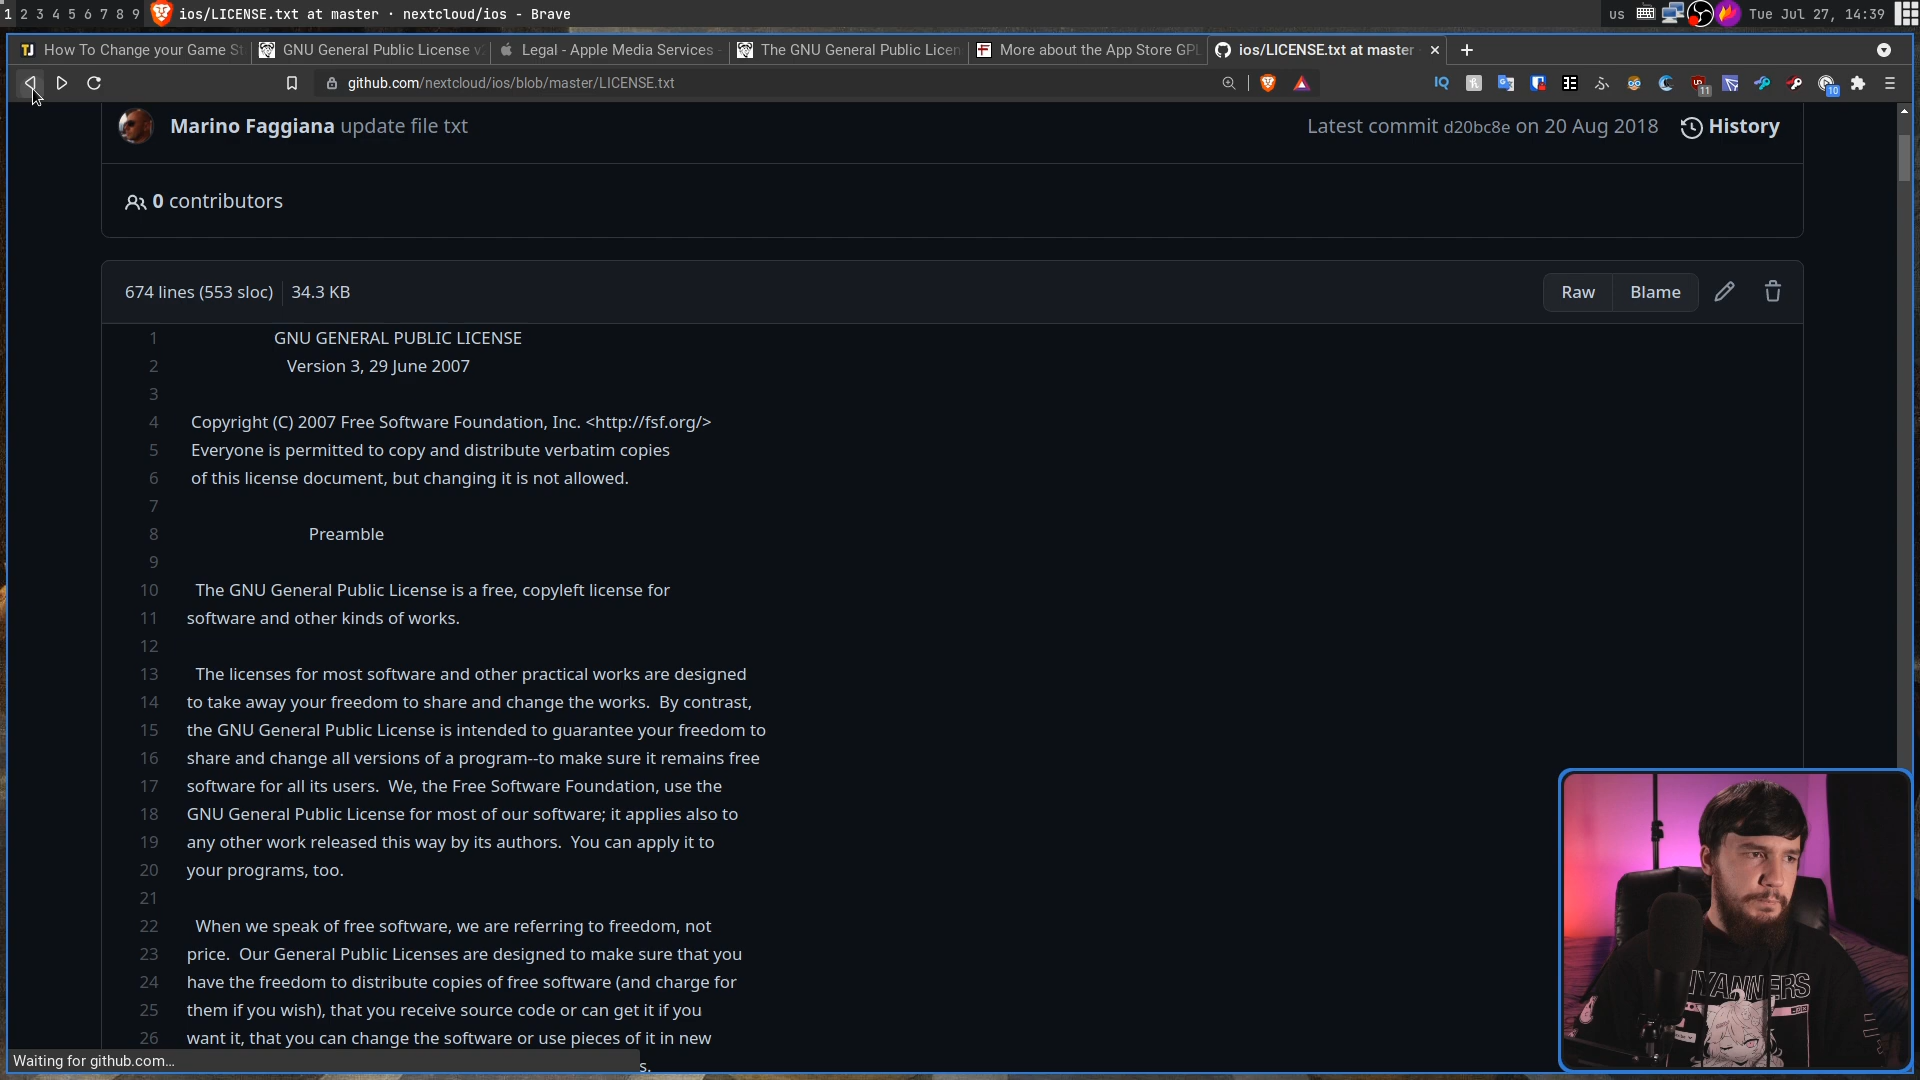 1 2 3 4 5 6 7 8 9 ios/LICENSE.txt at master · nextcloud/ios - Brave
us Tue Jul 27, 14:39
TJ How To Change your Game St
GNU General Public License v
Legal - Apple Media Services -
The GNU General Public Licen
More about the App Store GPL
ios/LICENSE.txt at master
github.com/nextcloud/ios/blob/master/LICENSE.txt
IQ
11
10
Marino Faggiana update file txt
Latest commit d20bc8e on 20 Aug 2018 History
0 contributors
674 lines (553 sloc) 34.3 KB
Raw Blame
1 GNU GENERAL PUBLIC LICENSE
2 Version 3, 29 June 2007
3
4 Copyright (C) 2007 Free Software Foundation, Inc. <http://fsf.org/>
5 Everyone is permitted to copy and distribute verbatim copies
6 of this license document, but changing it is not allowed.
7
8 Preamble
9
10 The GNU General Public License is a free, copyleft license for
11 software and other kinds of works.
12
13 The licenses for most software and other practical works are designed
14 to take away your freedom to share and change the works. By contrast,
15 the GNU General Public License is intended to guarantee your freedom to
16 share and change all versions of a program--to make sure it remains free
17 software for all its users. We, the Free Software Foundation, use the
18 GNU General Public License for most of our software; it applies also to
19 any other work released this way by its authors. You can apply it to
20 your programs, too.
21
22 When we speak of free software, we are referring to freedom, not
23 price. Our General Public Licenses are designed to make sure that you
24 have the freedom to distribute copies of free software (and charge for
25 them if you wish), that you receive source code or can get it if you
26 want it, that you can change the software or use pieces of it in new
s.
Waiting for github.com...